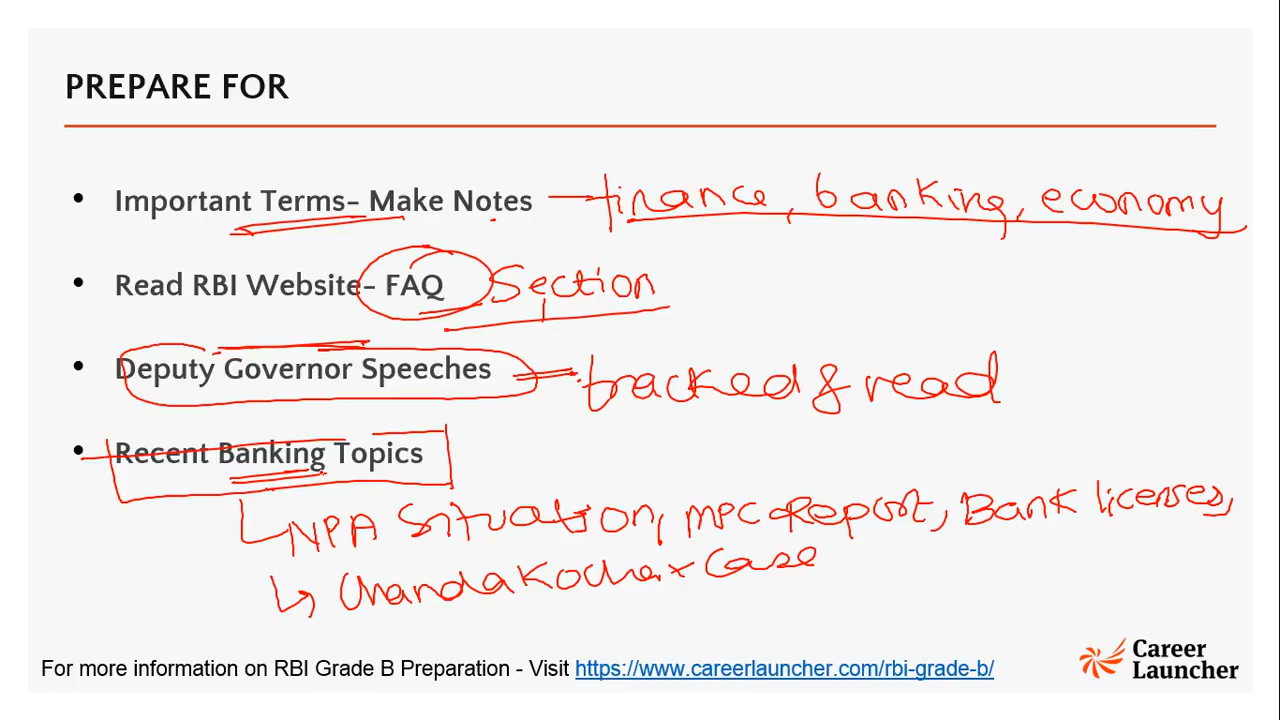 PREPARE FOR
• Important Terms- Make Notes — finance, banking, economy
• Read RBI Website- FAQ Section
• Deputy Governor Speeches = tracked & read
• Recent Banking Topics
NPA Situation, MPC Report, Bank licenses,
Chanda Kochar Case
For more information on RBI Grade B Preparation - Visit https://www.careerlauncher.com/rbi-grade-b/
Career
Launcher